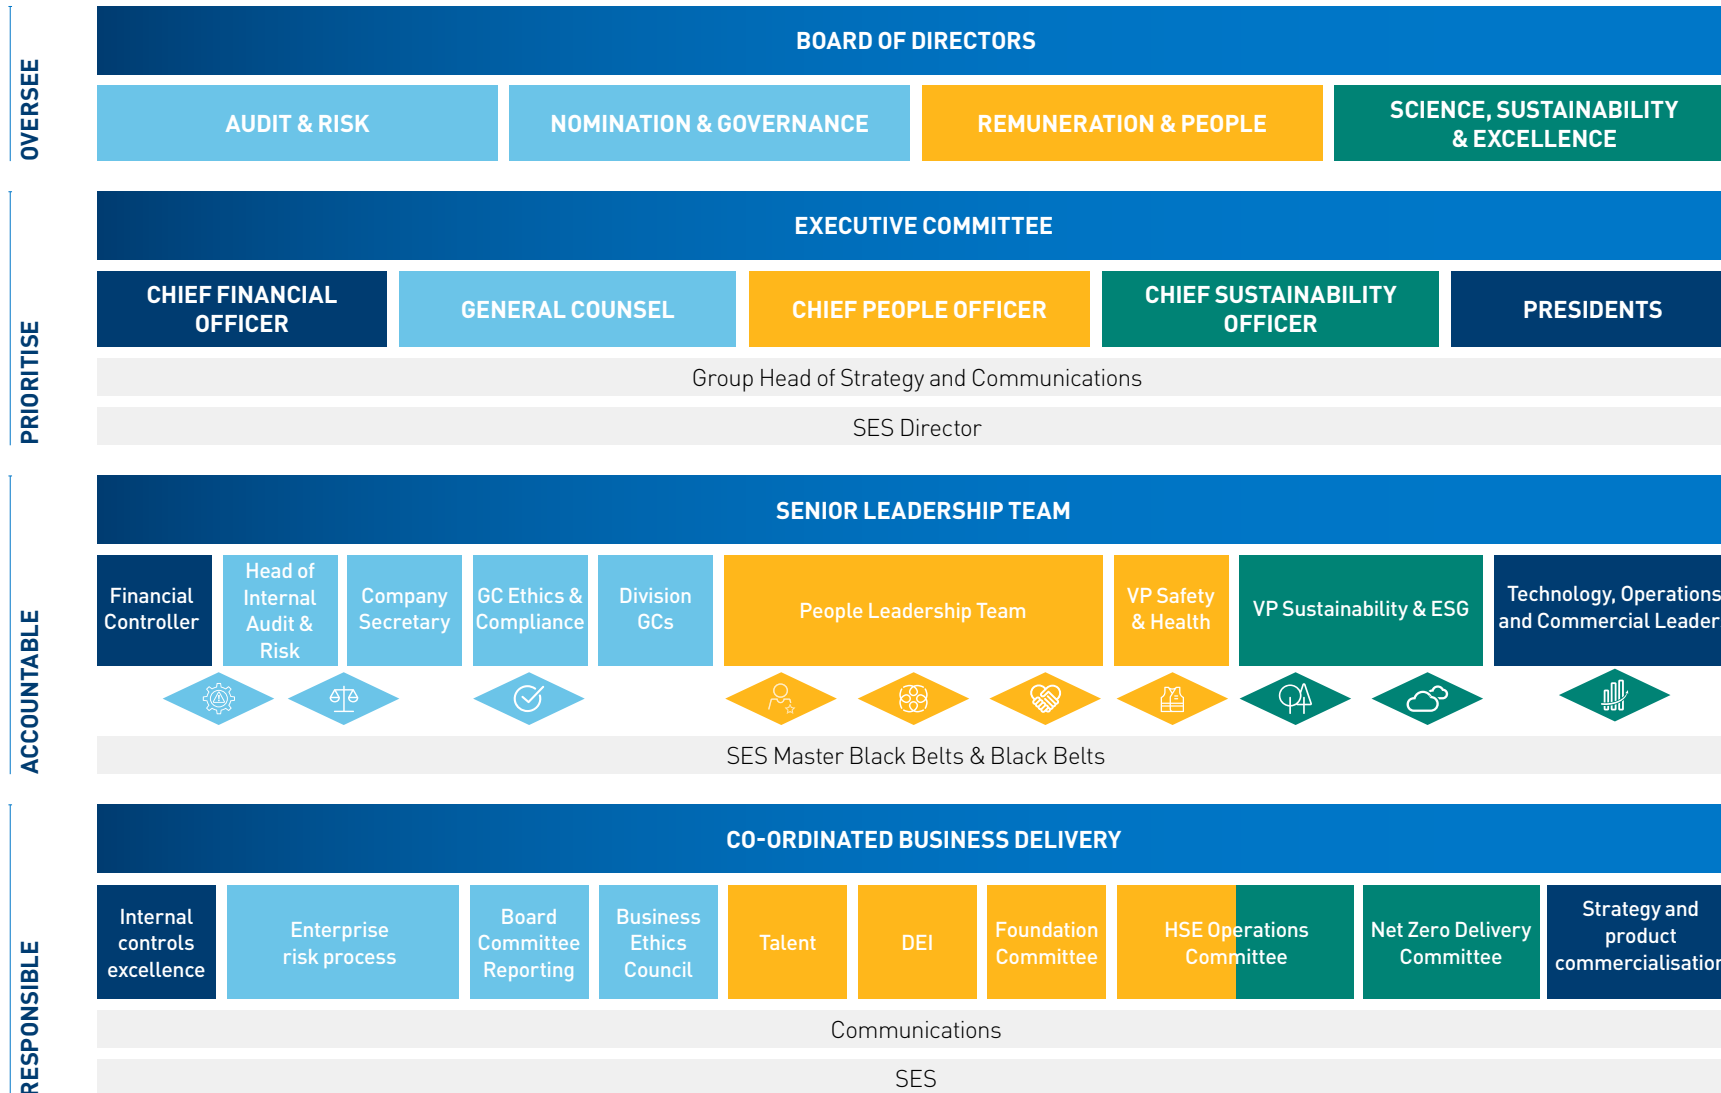 OVERSEE
BOARD OF DIRECTORS
AUDIT & RISK
NOMINATION & GOVERNANCE
REMUNERATION & PEOPLE
SCIENCE, SUSTAINABILITY
& EXCELLENCE
PRIORITISE
EXECUTIVE COMMITTEE
CHIEF FINANCIAL
OFFICER
GENERAL COUNSEL
CHIEF PEOPLE OFFICER
CHIEF SUSTAINABILITY
OFFICER
PRESIDENTS
Group Head of Strategy and Communications
SES Director
ACCOUNTABLE
SENIOR LEADERSHIP TEAM
Financial
Controller
Head of
Internal
Audit &
Risk
Company
Secretary
GC Ethics &
Compliance
Division
GCs
People Leadership Team
VP Safety
& Health
VP Sustainability & ESG
Technology, Operations
and Commercial Leader
SES Master Black Belts & Black Belts
RESPONSIBLE
CO-ORDINATED BUSINESS DELIVERY
Internal
controls
excellence
Enterprise
risk process
Board
Committee
Reporting
Business
Ethics
Council
Talent
DEI
Foundation
Committee
HSE Operations
Committee
Net Zero Delivery
Committee
Strategy and
product
commercialisation
Communications
SES